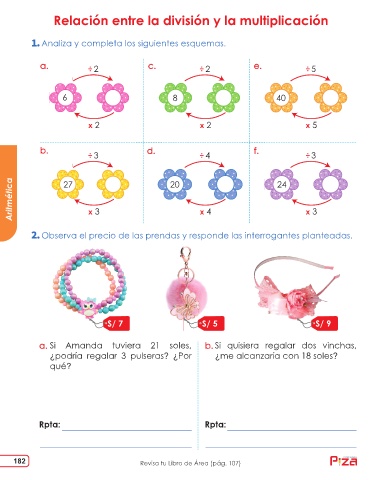 Relación entre la división y la multiplicación
1. Analiza y completa los siguientes esquemas.
a. ÷ 2 c. ÷ 2 e. ÷ 5
6 8 40
x 2 x 2 x 5
b. ÷ 3 d. ÷ 4 f. ÷ 3
27 20 24
x 3 x 4 x 3
Aritmética
2. Observa el precio de las prendas y responde las interrogantes planteadas.
S/ 7 S/ 5 S/ 9
a. Si Amanda tuviera 21 soles,
¿podría regalar 3 pulseras? ¿Por
qué?
b. Si quisiera regalar dos vinchas,
¿me alcanzaría con 18 soles?
Rpta: Rpta:
182
Revisa tu Libro de Área (pág. 107)